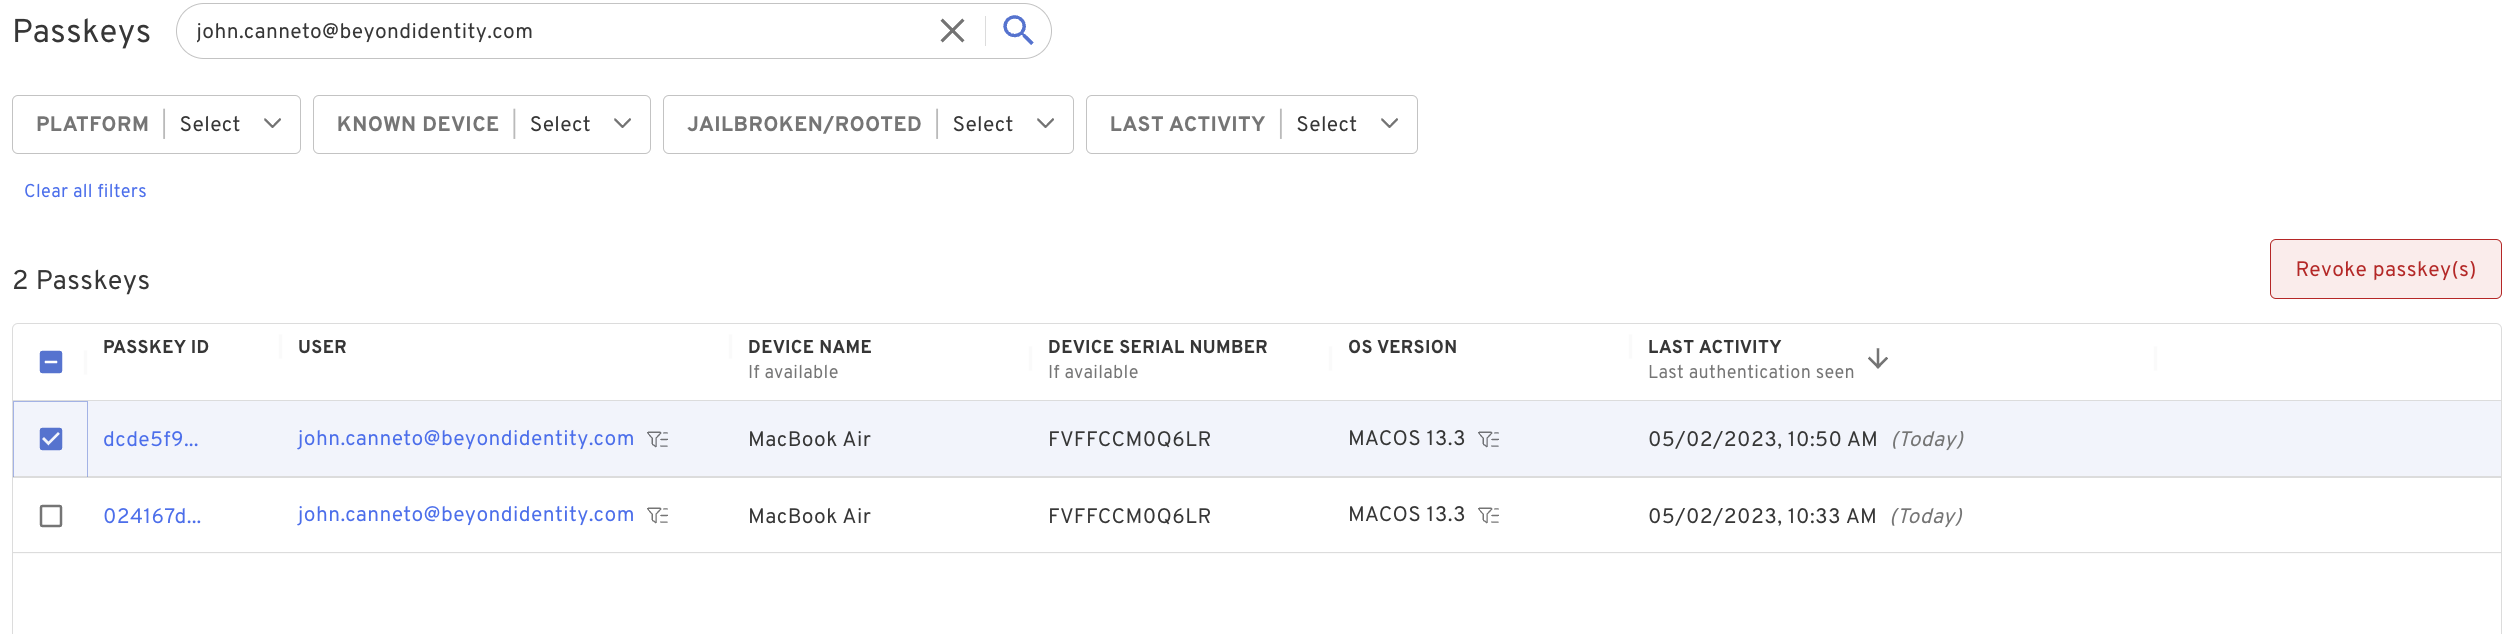 Passkeys john.canneto@beyondidentity.com
PLATFORM Select KNOWN DEVICE Select JAILBROKEN/ROOTED Select LAST ACTIVITY Select
Clear all filters
2 Passkeys Revoke passkey(s)
PASSKEY ID USER DEVICE NAME DEVICE SERIAL NUMBER OS VERSION LAST ACTIVITY
If available If available Last authentication seen
dcde5f9... john.canneto@beyondidentity.com MacBook Air FVFFCCM0Q6LR MACOS 13.3 05/02/2023, 10:50 AM (Today)
024167d... john.canneto@beyondidentity.com MacBook Air FVFFCCM0Q6LR MACOS 13.3 05/02/2023, 10:33 AM (Today)